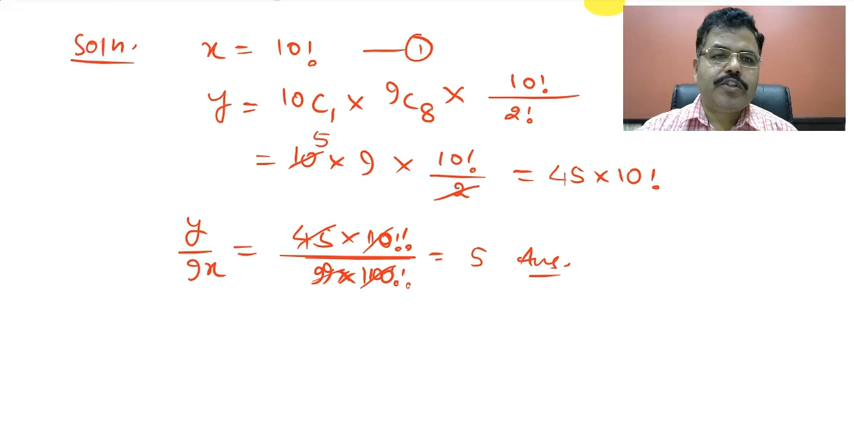 Soln. x = 10! —①
y = 10C₁ × 9C₈ × 10!/2!
= 10 5 × 9 × 10!/2 = 45 × 10!
y/9x = 45 × 10!/9 × 10! = 5 Ans.